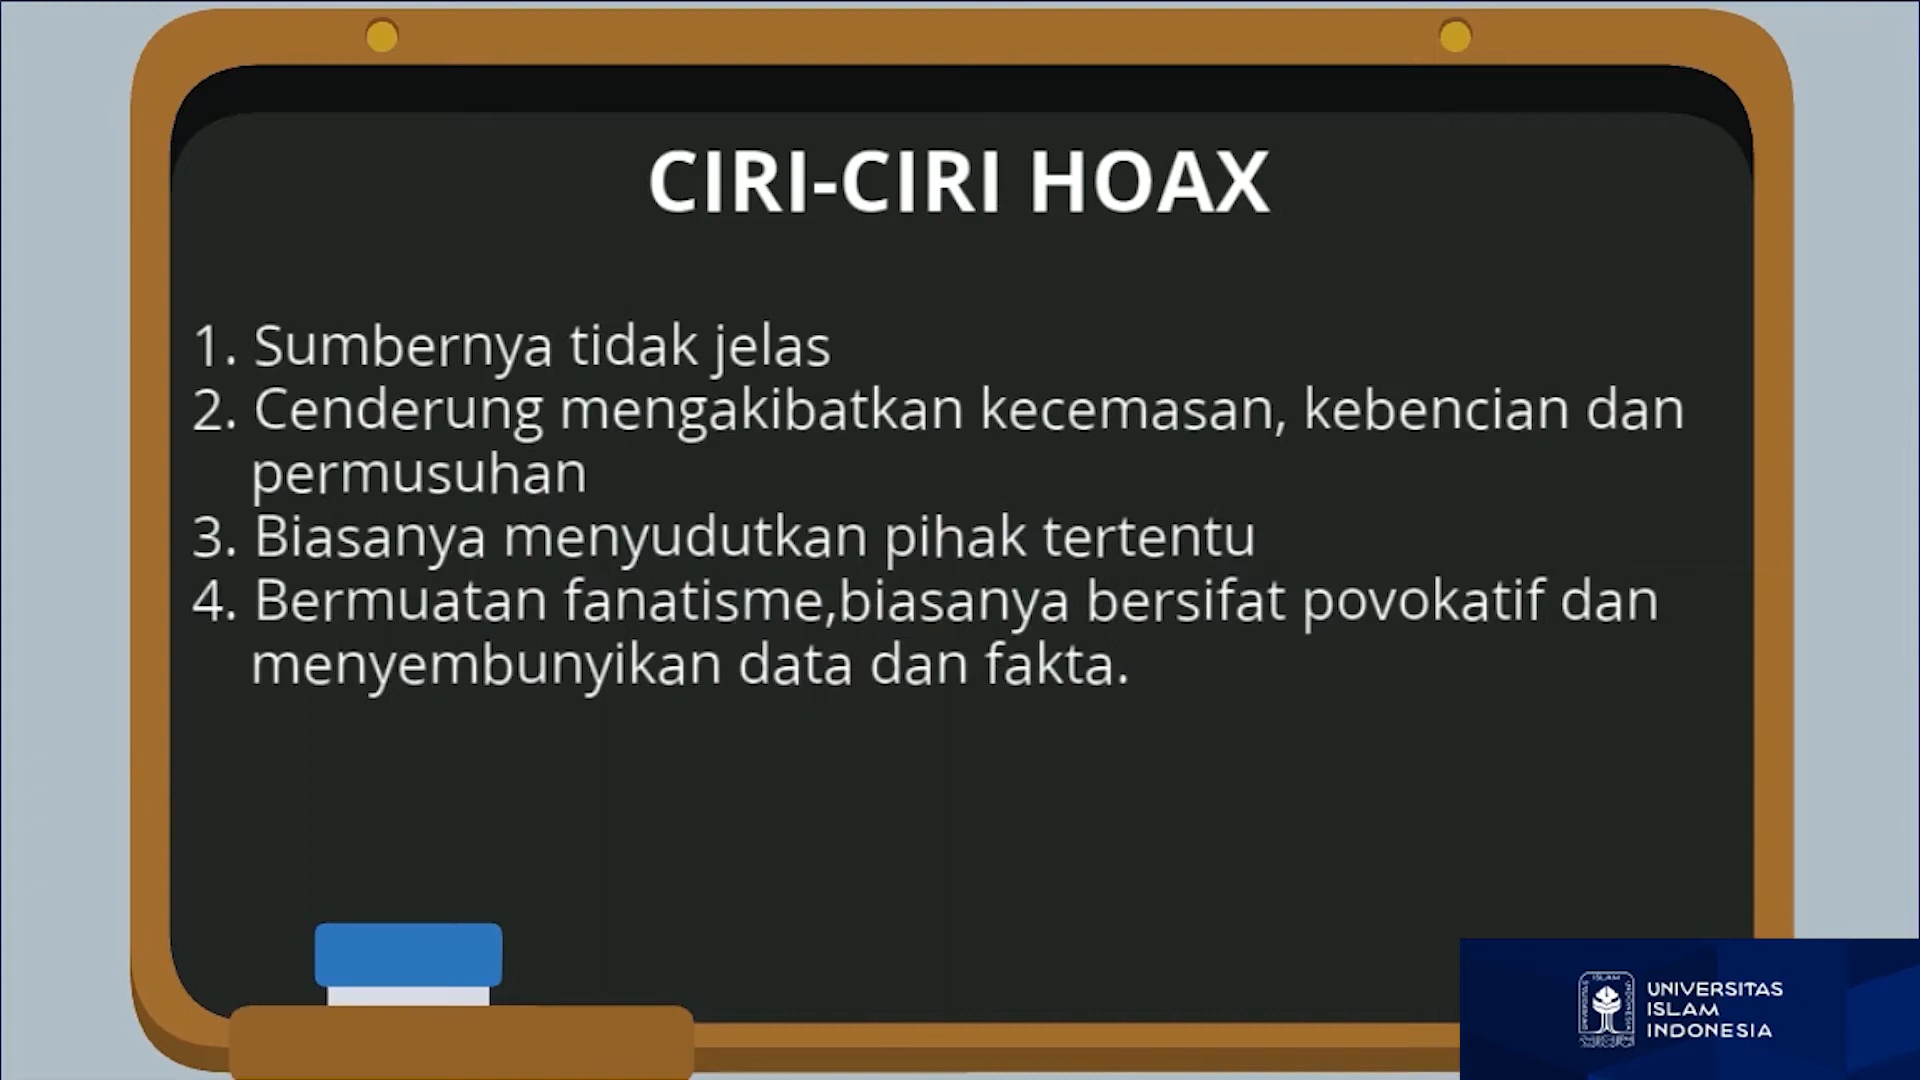 CIRI-CIRI HOAX
1. Sumbernya tidak jelas
2. Cenderung mengakibatkan kecemasan, kebencian dan
permusuhan
3. Biasanya menyudutkan pihak tertentu
4. Bermuatan fanatisme,biasanya bersifat povokatif dan
menyembunyikan data dan fakta.
UNIVERSITAS
ISLAM
INDONESIA